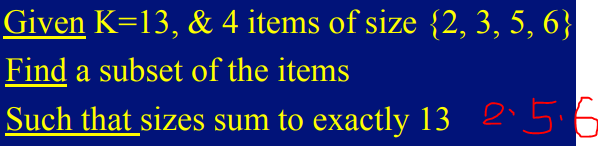 Given K=13, & 4 items of size {2, 3, 5, 6}
Find a subset of the items
Such that sizes sum to exactly 13 2·5·6